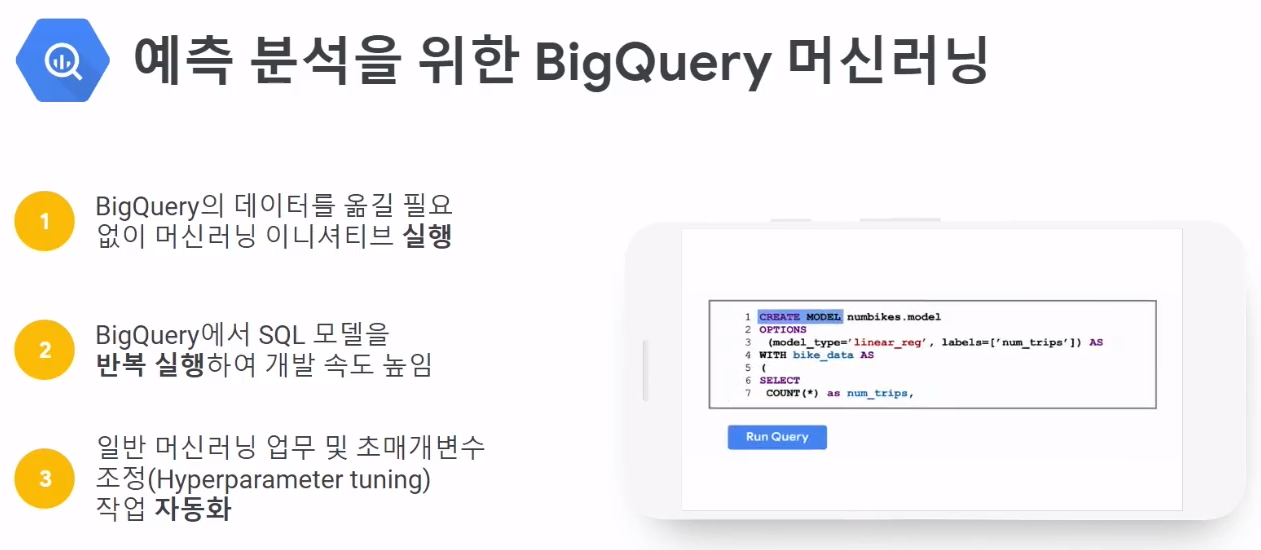 예측 분석을 위한 BigQuery 머신러닝
1
BigQuery의 데이터를 옮길 필요
없이 머신러닝 이니셔티브 실행
2
BigQuery에서 SQL 모델을
반복 실행하여 개발 속도 높임
3
일반 머신러닝 업무 및 초매개변수
조정(Hyperparameter tuning)
작업 자동화
1 CREATE MODEL numbikes.model
2 OPTIONS
3 (model_type='linear_reg', labels=['num_trips']) AS
4 WITH bike_data AS
5 (
6 SELECT
7 COUNT(*) as num_trips,
Run Query